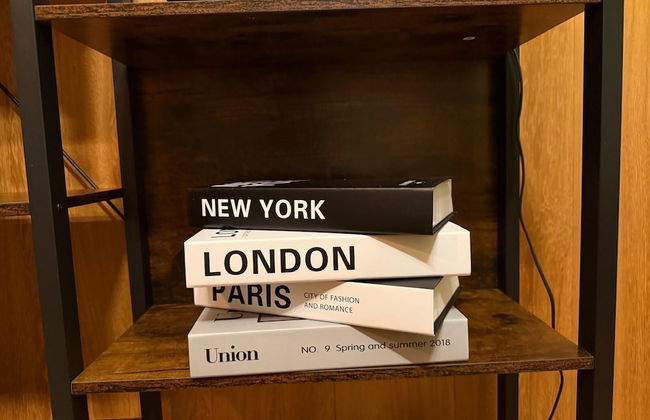 NEW YORK
LONDON
PARIS
CITY OF FASHION
AND ROMANCE
Union
NO. 9 Spring and summer 2018